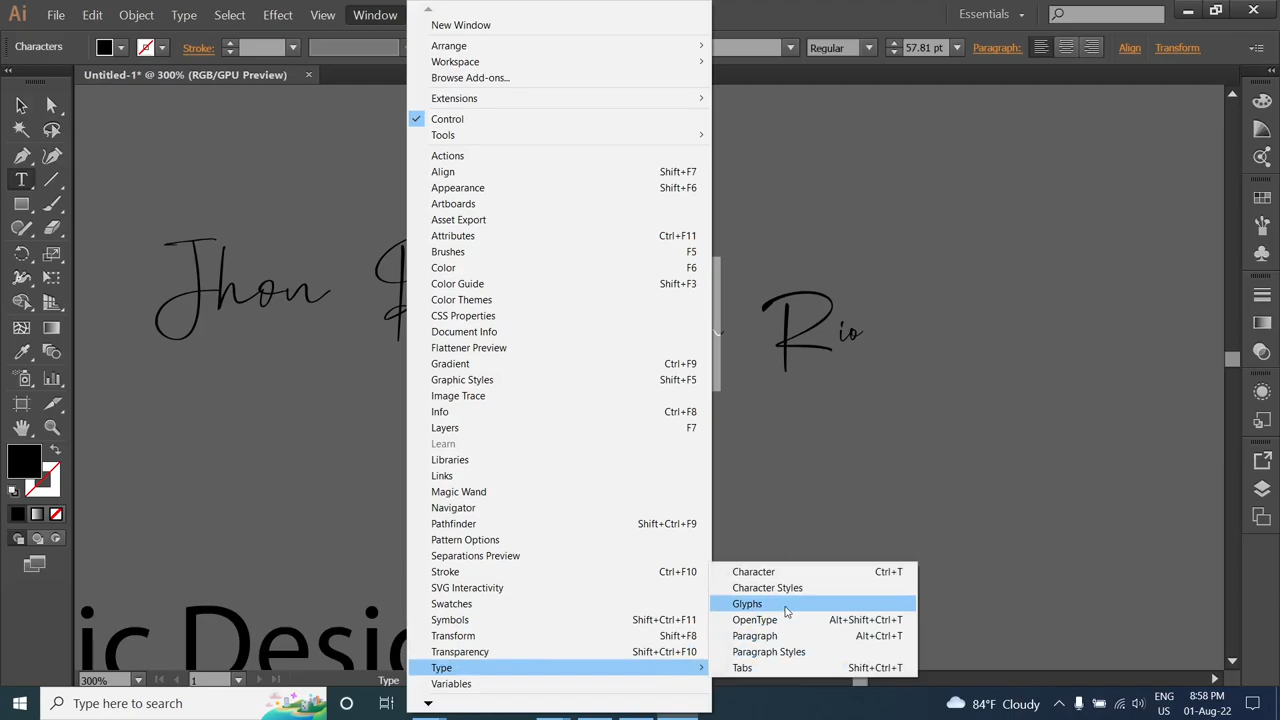 Ai
File
Edit
Object
Type
Select
Effect
View
Window
Essentials
Characters
Stroke:
Regular
57.81 pt
Paragraph:
Align
Transform
Untitled-1* @ 300% (RGB/GPU Preview)
New Window
Arrange
Workspace
Browse Add-ons...
Extensions
Control
Tools
Actions
Align Shift+F7
Appearance Shift+F6
Artboards
Asset Export
Attributes Ctrl+F11
Brushes F5
Color F6
Color Guide Shift+F3
Color Themes
CSS Properties
Document Info
Flattener Preview
Gradient Ctrl+F9
Graphic Styles Shift+F5
Image Trace
Info Ctrl+F8
Layers F7
Learn
Libraries
Links
Magic Wand
Navigator
Pathfinder Shift+Ctrl+F9
Pattern Options
Separations Preview
Stroke Ctrl+F10
SVG Interactivity
Swatches
Symbols Shift+Ctrl+F11
Transform Shift+F8
Transparency Shift+Ctrl+F10
Type
Variables
Character Ctrl+T
Character Styles
Glyphs
OpenType Alt+Shift+Ctrl+T
Paragraph Alt+Ctrl+T
Paragraph Styles
Tabs Shift+Ctrl+T
Jhon
Rio
ic Desi
300%
1
Type
Type here to search
84°F Cloudy
ENG
US
8:58 PM
01-Aug-22